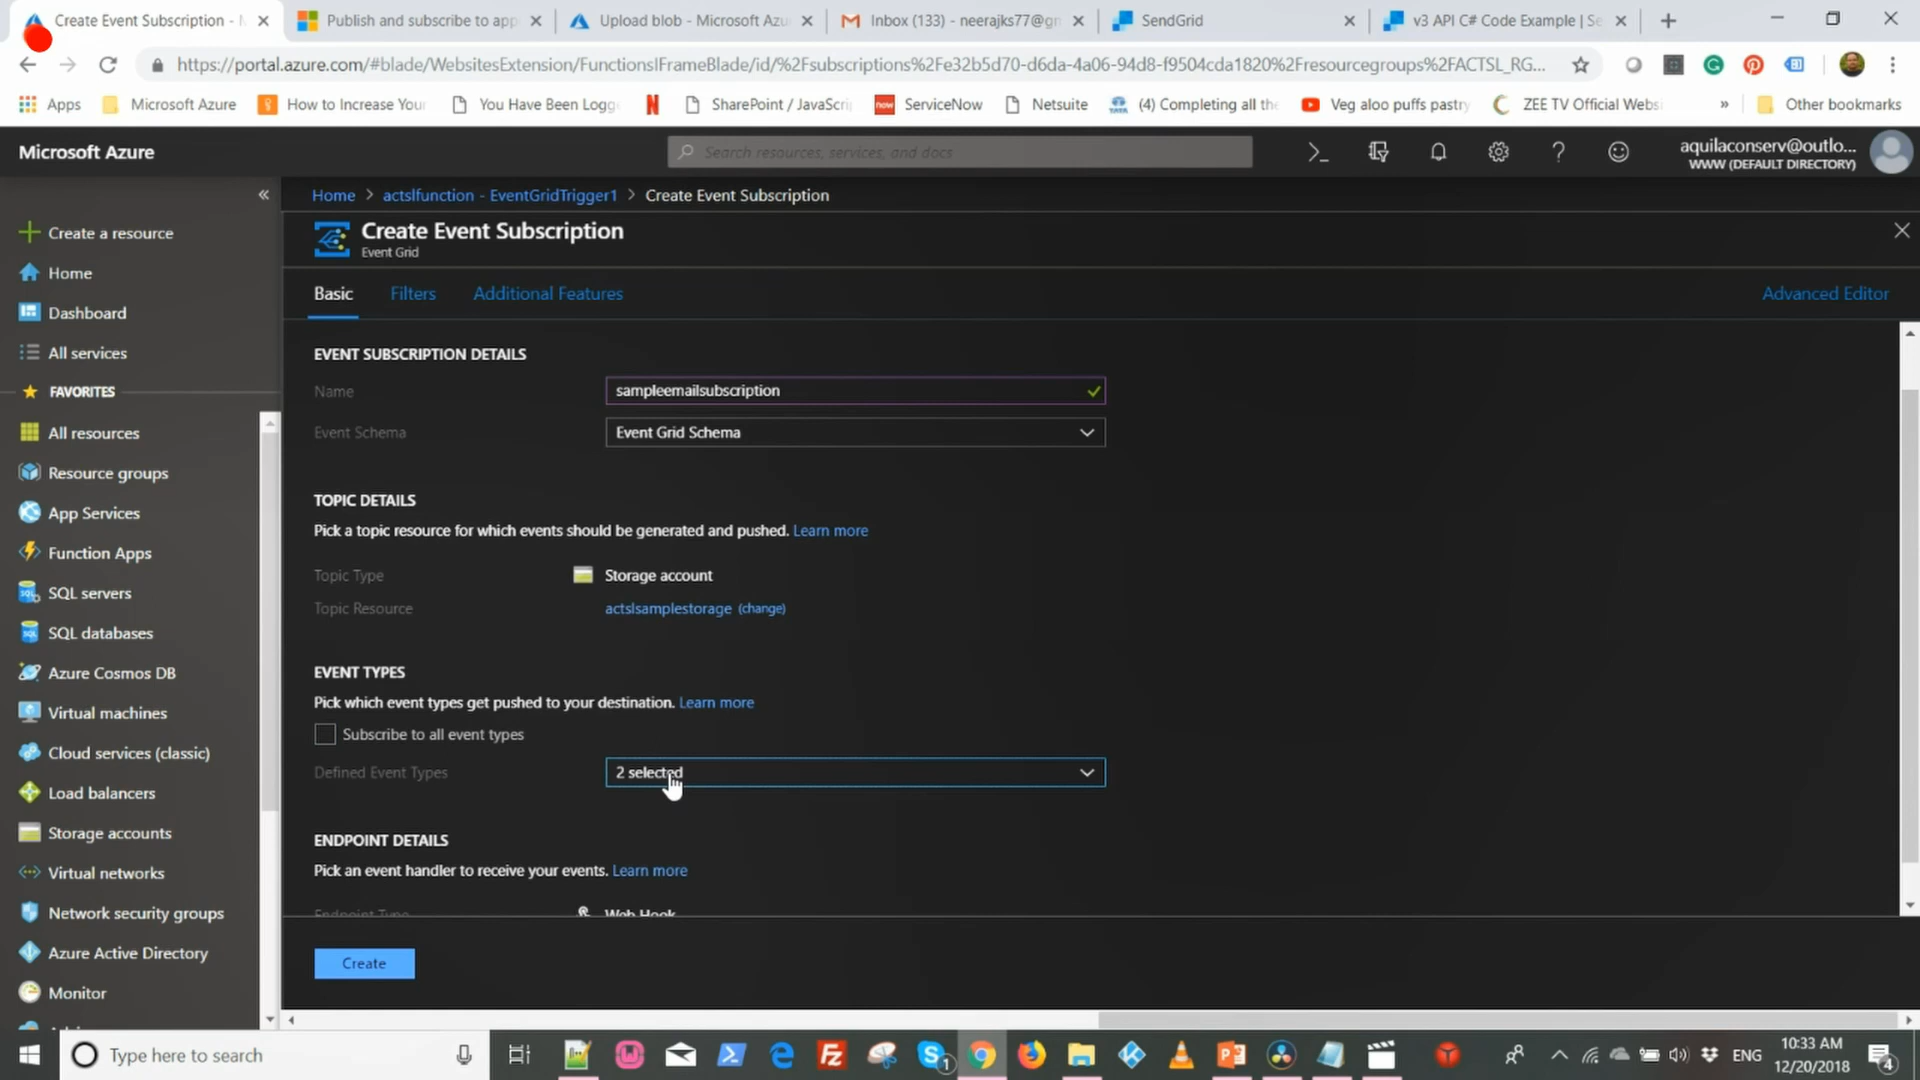 Create Event Subscription - M
Publish and subscribe to app
Upload blob - Microsoft Azu
Inbox (133) - neerajks77@gm
SendGrid
v3 API C# Code Example | Se
https://portal.azure.com/#blade/WebsitesExtension/FunctionsIFrameBlade/id/%2Fsubscriptions%2Fe32b5d70-d6da-4a06-94d8-f9504cda1820%2Fresourcegroups%2FACTSL_RG...
Apps
Microsoft Azure
How to Increase Your
You Have Been Logg
SharePoint / JavaScri
now
ServiceNow
Netsuite
(4) Completing all the
Veg aloo puffs pastry
ZEE TV Official Webs
»
Other bookmarks
Microsoft Azure
Search resources, services, and docs
aquilaconserv@outlo...
WWW (DEFAULT DIRECTORY)
Home > actslfunction - EventGridTrigger1 > Create Event Subscription
Create Event Subscription
Event Grid
Basic
Filters
Additional Features
Advanced Editor
Create a resource
Home
Dashboard
All services
FAVORITES
All resources
Resource groups
App Services
Function Apps
SQL servers
SQL databases
Azure Cosmos DB
Virtual machines
Cloud services (classic)
Load balancers
Storage accounts
Virtual networks
Network security groups
Azure Active Directory
Monitor
EVENT SUBSCRIPTION DETAILS
Name
sampleemailsubscription
Event Schema
Event Grid Schema
TOPIC DETAILS
Pick a topic resource for which events should be generated and pushed. Learn more
Topic Type
Storage account
Topic Resource
actslsamplestorage (change)
EVENT TYPES
Pick which event types get pushed to your destination. Learn more
Subscribe to all event types
Defined Event Types
2 selected
ENDPOINT DETAILS
Pick an event handler to receive your events. Learn more
Endpoint Type
Web Hook
Create
Type here to search
ENG
10:33 AM
12/20/2018
4